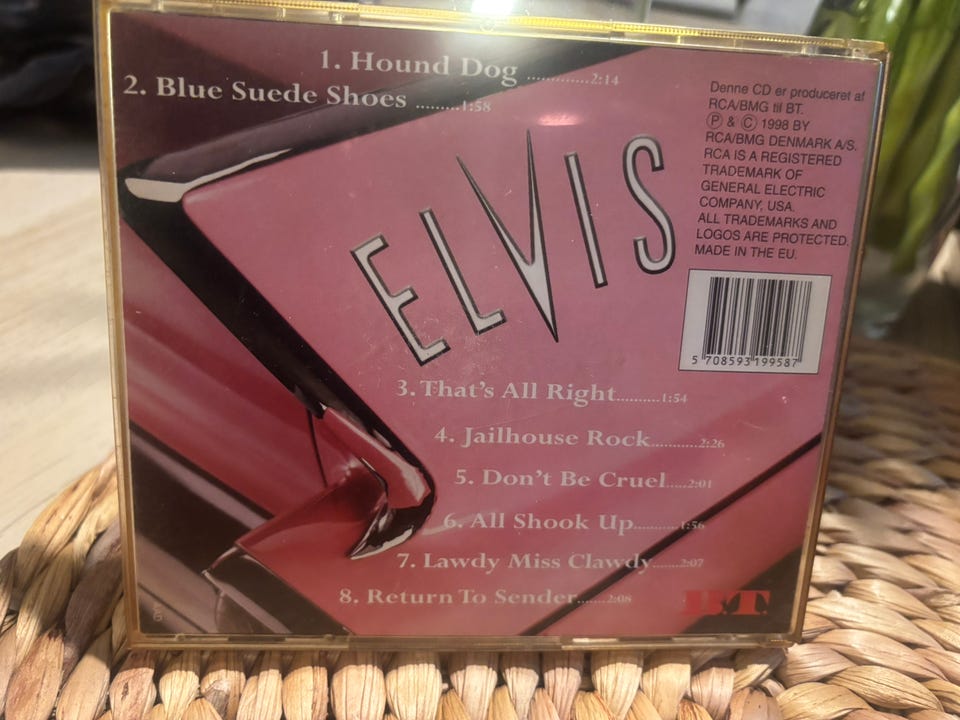 1. Hound Dog .............2:14
2. Blue Suede Shoes .........1:58
Denne CD er produceret af
RCA/BMG til BT.
Ⓟ & © 1998 BY
RCA/BMG DENMARK A/S.
RCA IS A REGISTERED
TRADEMARK OF
GENERAL ELECTRIC
COMPANY, USA.
ALL TRADEMARKS AND
LOGOS ARE PROTECTED.
MADE IN THE EU.
ELVIS
5 708593 199587
3. That's All Right..........1:54
4. Jailhouse Rock...........2:26
5. Don't Be Cruel.....2:01
6. All Shook Up..........1:56
7. Lawdy Miss Clawdy......2:07
8. Return To Sender.......2:08
B.T.